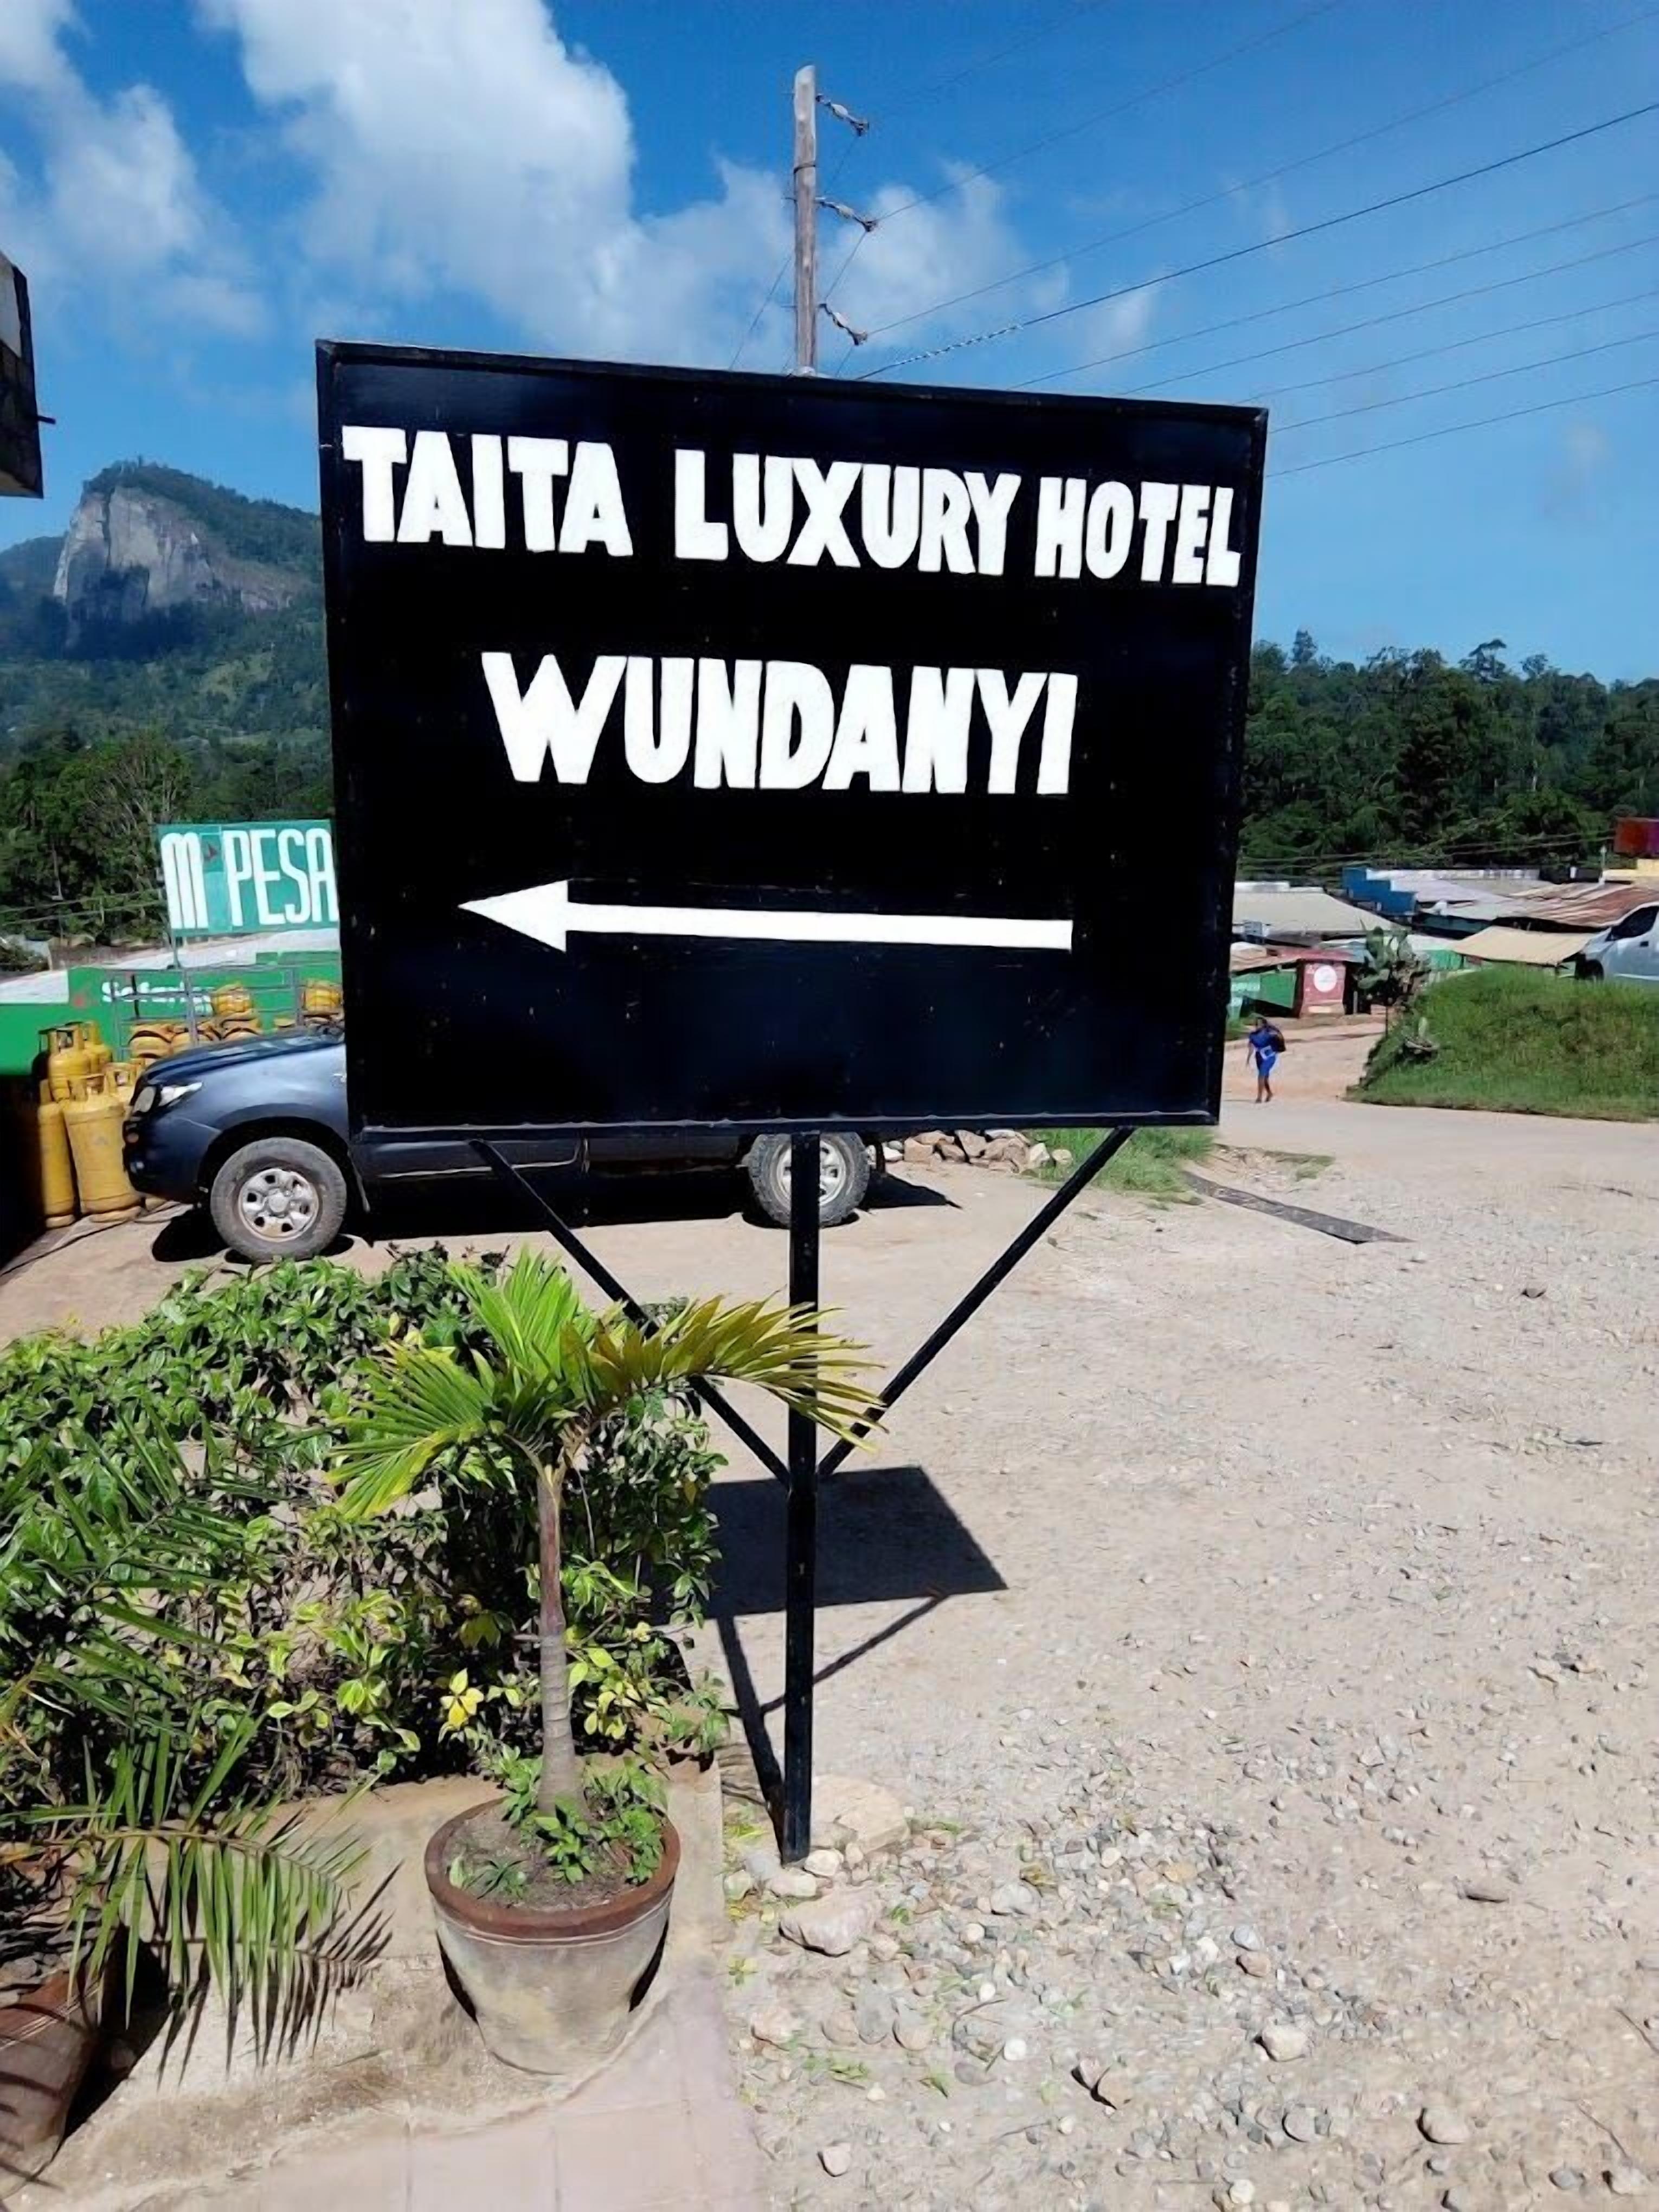 TAITA LUXURY HOTEL
WUNDANYI
M PESA